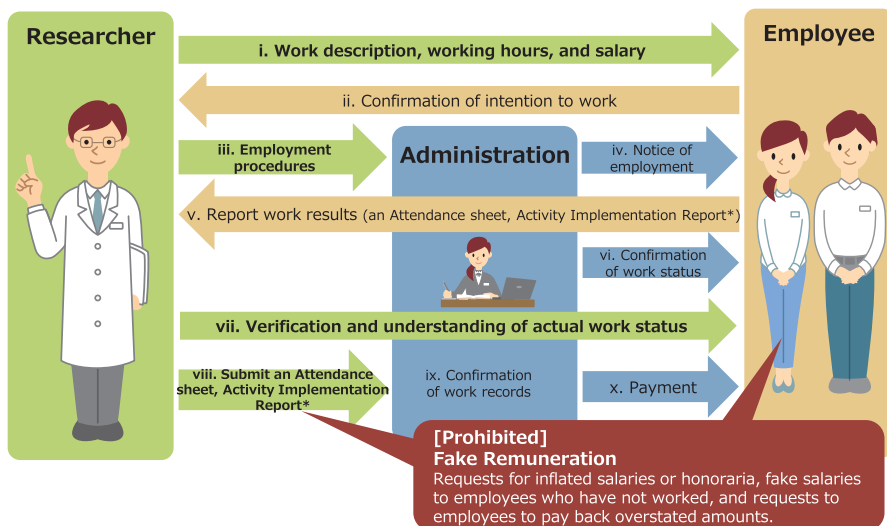 Researcher
Employee
i. Work description, working hours, and salary
ii. Confirmation of intention to work
iii. Employment
procedures
Administration
iv. Notice of
employment
v. Report work results (an Attendance sheet, Activity Implementation Report*)
vi. Confirmation
of work status
vii. Verification and understanding of actual work status
viii. Submit an Attendance
sheet, Activity Implementation
Report*
ix. Confirmation
of work records
x. Payment
[Prohibited]
Fake Remuneration
Requests for inflated salaries or honoraria, fake salaries
to employees who have not worked, and requests to
employees to pay back overstated amounts.